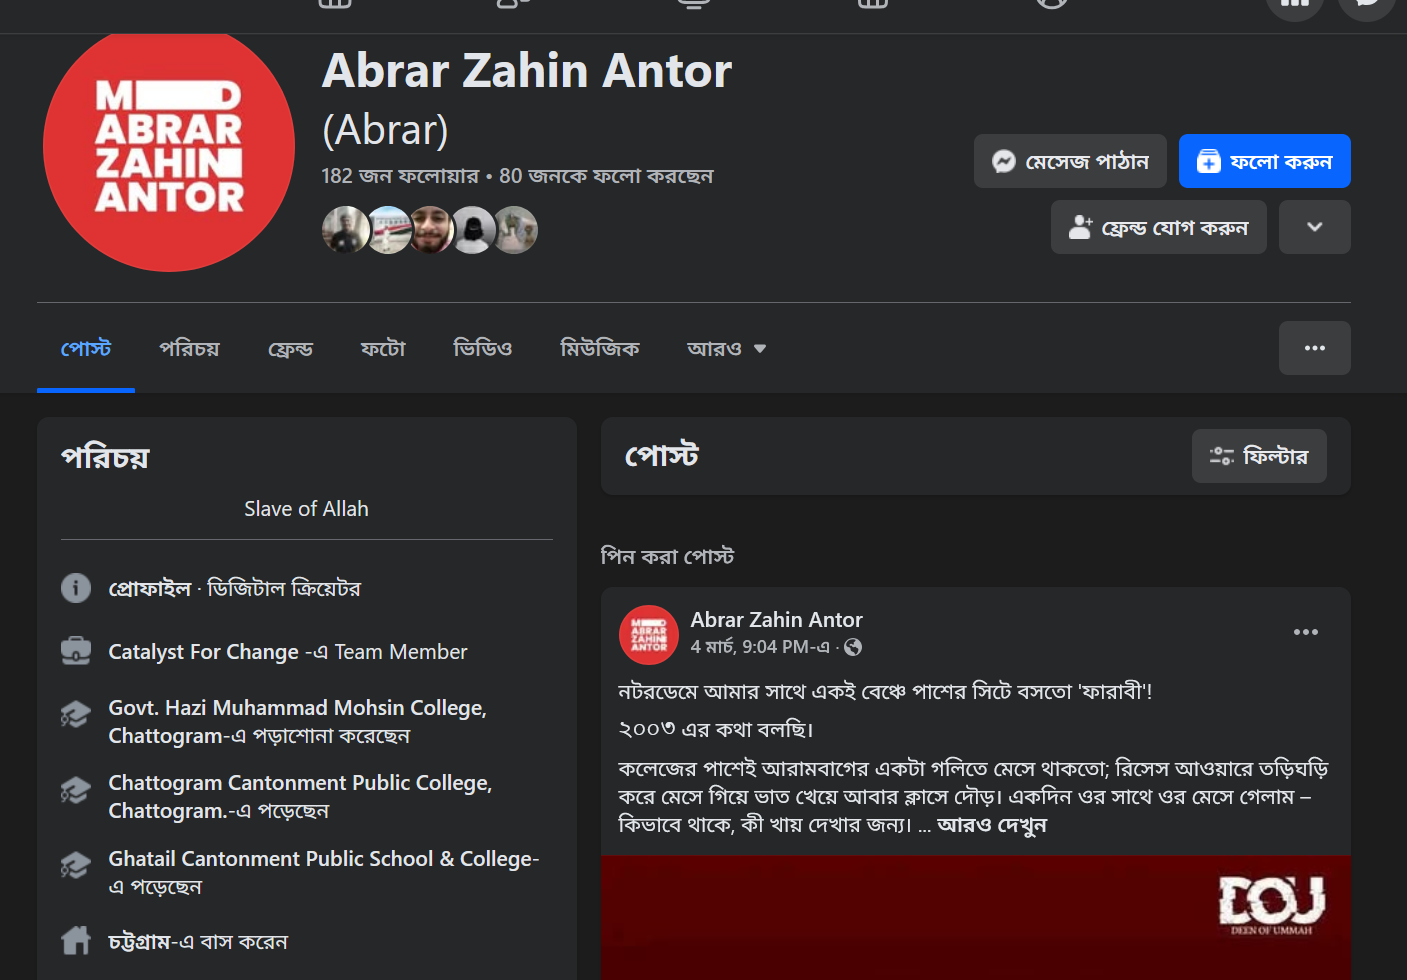 MD
ABRAR
ZAHIN
ANTOR
Abrar Zahin Antor
(Abrar)
182 জন ফলোয়ার • 80 জনকে ফলো করছেন
মেসেজ পাঠান
ফলো করুন
ফ্রেন্ড যোগ করুন
পোস্ট পরিচয় ফ্রেন্ড ফটো ভিডিও মিউজিক আরও
পরিচয়
Slave of Allah
প্রোফাইল · ডিজিটাল ক্রিয়েটর
Catalyst For Change -এ Team Member
Govt. Hazi Muhammad Mohsin College,
Chattogram-এ পড়াশোনা করেছেন
Chattogram Cantonment Public College,
Chattogram.-এ পড়েছেন
Ghatail Cantonment Public School & College-
এ পড়েছেন
চট্টগ্রাম-এ বাস করেন
পোস্ট
ফিল্টার
পিন করা পোস্ট
MD
ABRAR
ZAHIN
ANTOR
Abrar Zahin Antor
4 মার্চ, 9:04 PM-এ ·
নটরডেমে আমার সাথে একই বেঞ্চে পাশের সিটে বসতো 'ফারাবী'!
২০০৩ এর কথা বলছি।
কলেজের পাশেই আরামবাগের একটা গলিতে মেসে থাকতো; রিসেস আওয়ারে তড়িঘড়ি
করে মেসে গিয়ে ভাত খেয়ে আবার ক্লাসে দৌড়। একদিন ওর সাথে ওর মেসে গেলাম –
কিভাবে থাকে, কী খায় দেখার জন্য। ... আরও দেখুন
DOU
DEEN OF UMMAH